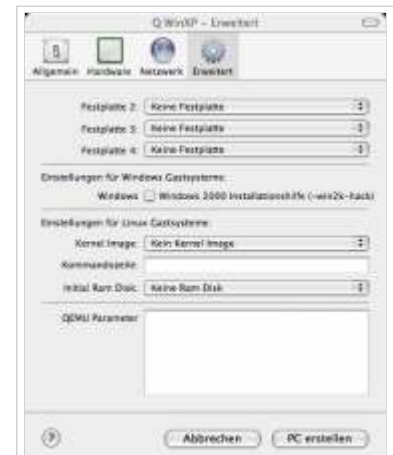 Q WinXP - Erweitert
Allgemein Hardware Netzwerk Erweitert
Festplatte 2: Keine Festplatte
Festplatte 3: Keine Festplatte
Festplatte 4: Keine Festplatte
Einstellungen für Windows Gastsysteme:
Windows Windows 2000 Installationshilfe (-win2k-hack)
Einstellungen für Linux Gastsysteme:
Kernel Image: Kein Kernel Image
Kommandozeile:
Initial Ram Disk: Keine Ram Disk
QEMU Parameter
? Abbrechen PC erstellen